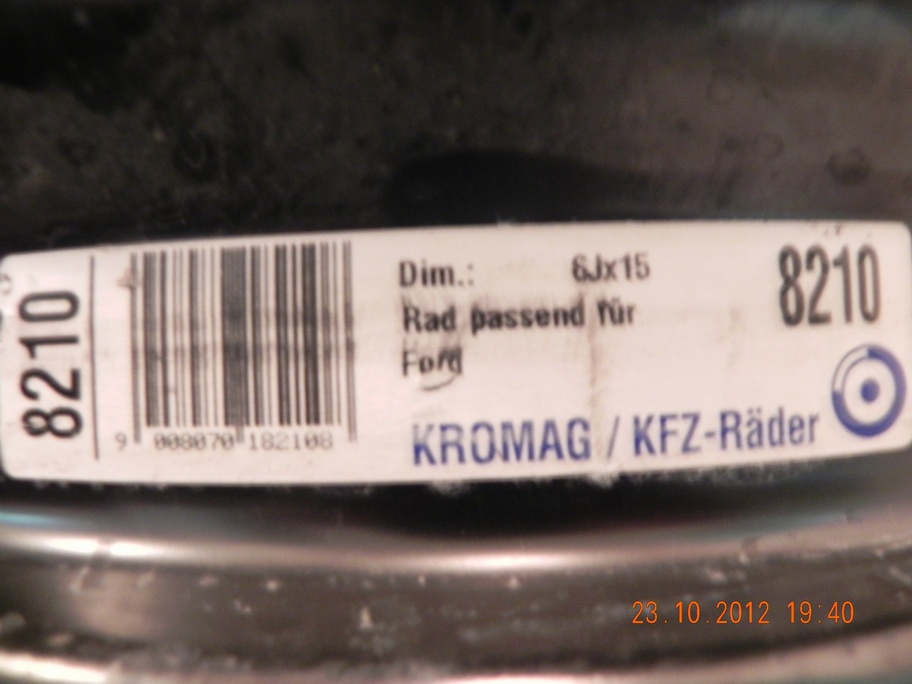 8210
9 008070 182108
Dim.: 6Jx15
Rad passend für
Ford
8210
KROMAG / KFZ-Räder
23.10.2012 19:40